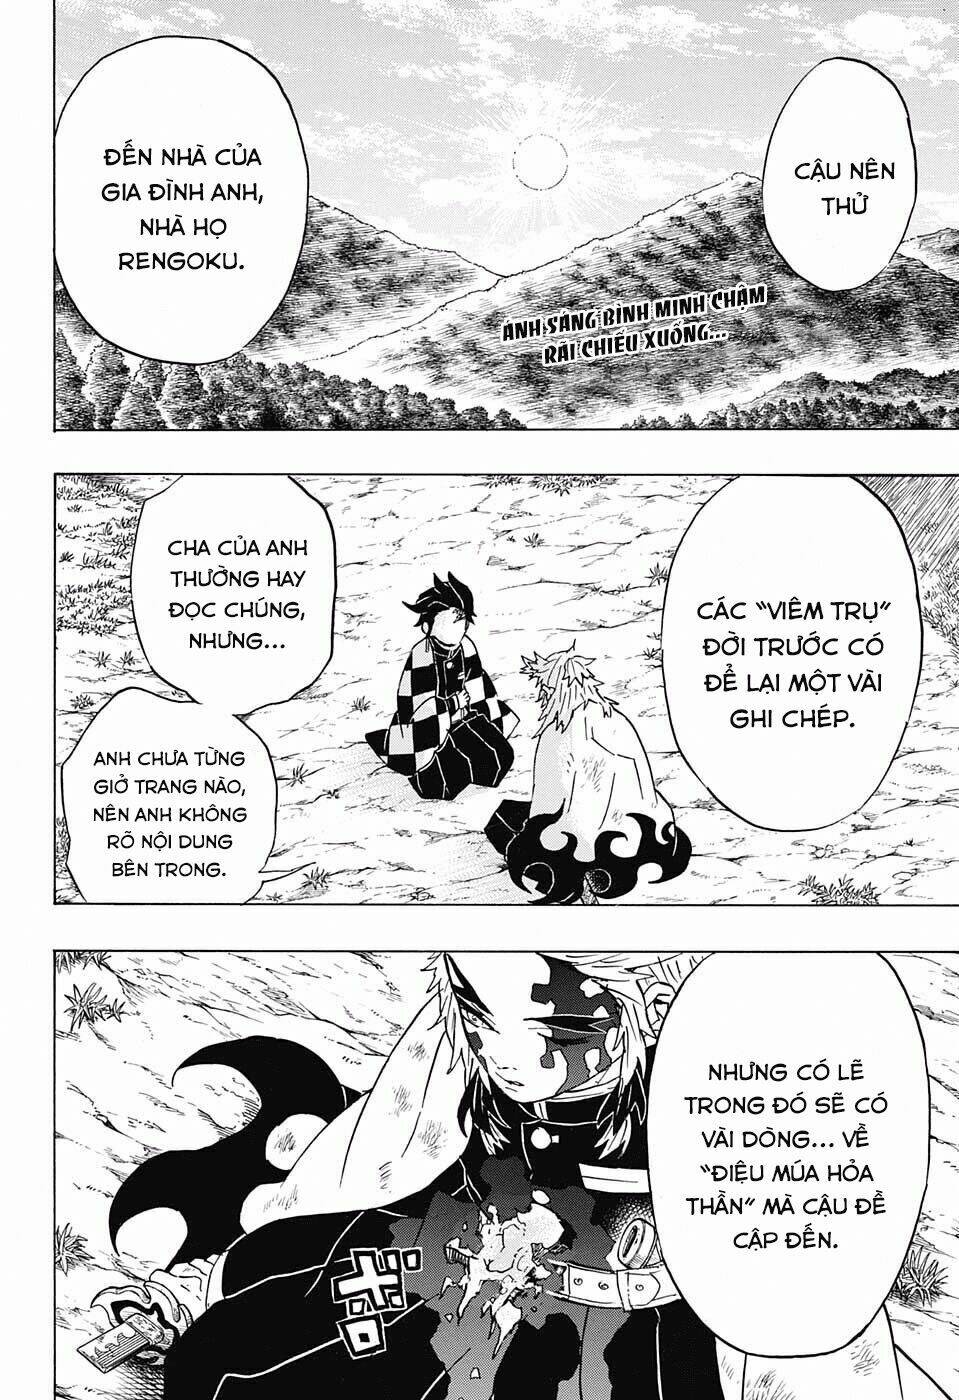 CẬU NÊN
THỬ
ĐẾN NHÀ CỦA
GIA ĐÌNH ANH,
NHÀ HỌ
RENGOKU.
ÁNH SÁNG BÌNH MINH CHẬM
RÃI CHIẾU XUỐNG...
CÁC "VIÊM TRỤ"
ĐỜI TRƯỚC CÓ
ĐỂ LẠI MỘT VÀI
GHI CHÉP.
CHA CỦA ANH
THƯỜNG HAY
ĐỌC CHÚNG,
NHƯNG...
ANH CHƯA TỪNG
GIỞ TRANG NÀO,
NÊN ANH KHÔNG
RÕ NỘI DUNG
BÊN TRONG.
NHƯNG CÓ LẼ
TRONG ĐÓ SẼ CÓ
VÀI DÒNG... VỀ
"ĐIỆU MÚA HỎA
THẦN" MÀ CẬU ĐỀ
CẬP ĐẾN.